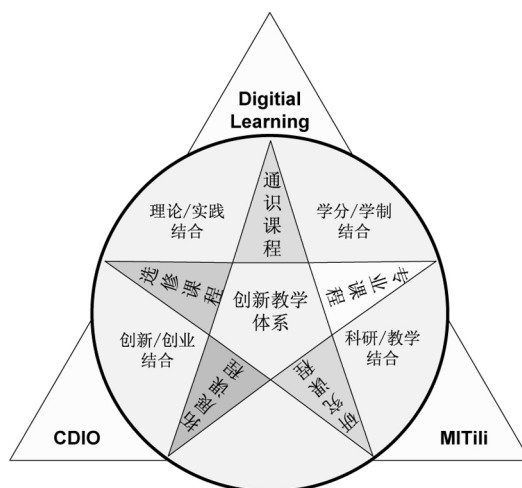 Digitial
Learning
通识课程
理论/实践
结合
学分/学制
结合
选修课程
专业课程
创新教学
体系
创新/创业
结合
科研/教学
结合
拓展课程
研究课程
CDIO
MITili